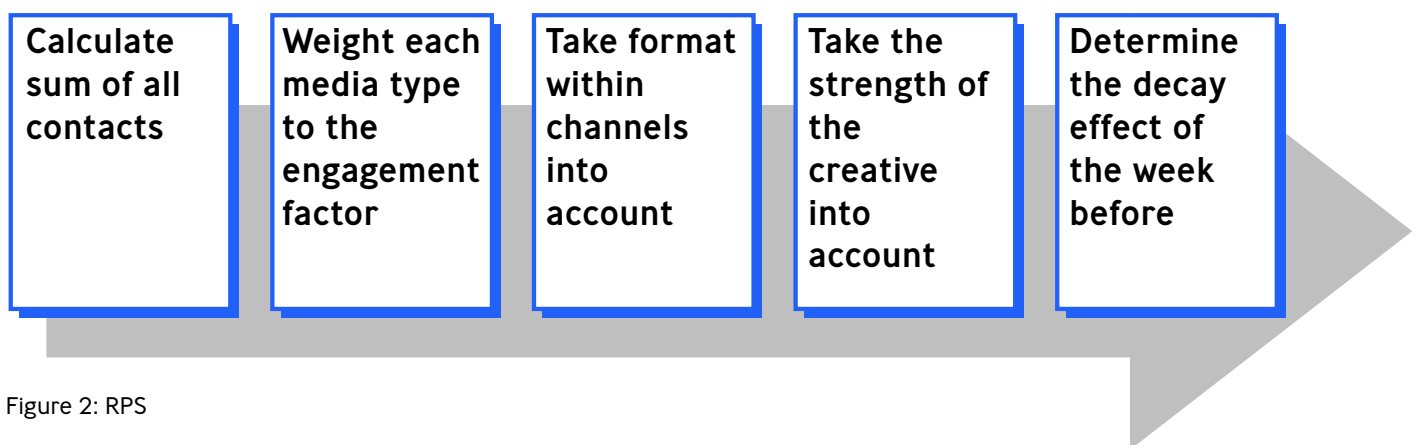 Calculate
sum of all
contacts
Weight each
media type
to the
engagement
factor
Take format
within
channels
into
account
Take the
strength of
the
creative
into
account
Determine
the decay
effect of
the week
before
Figure 2: RPS